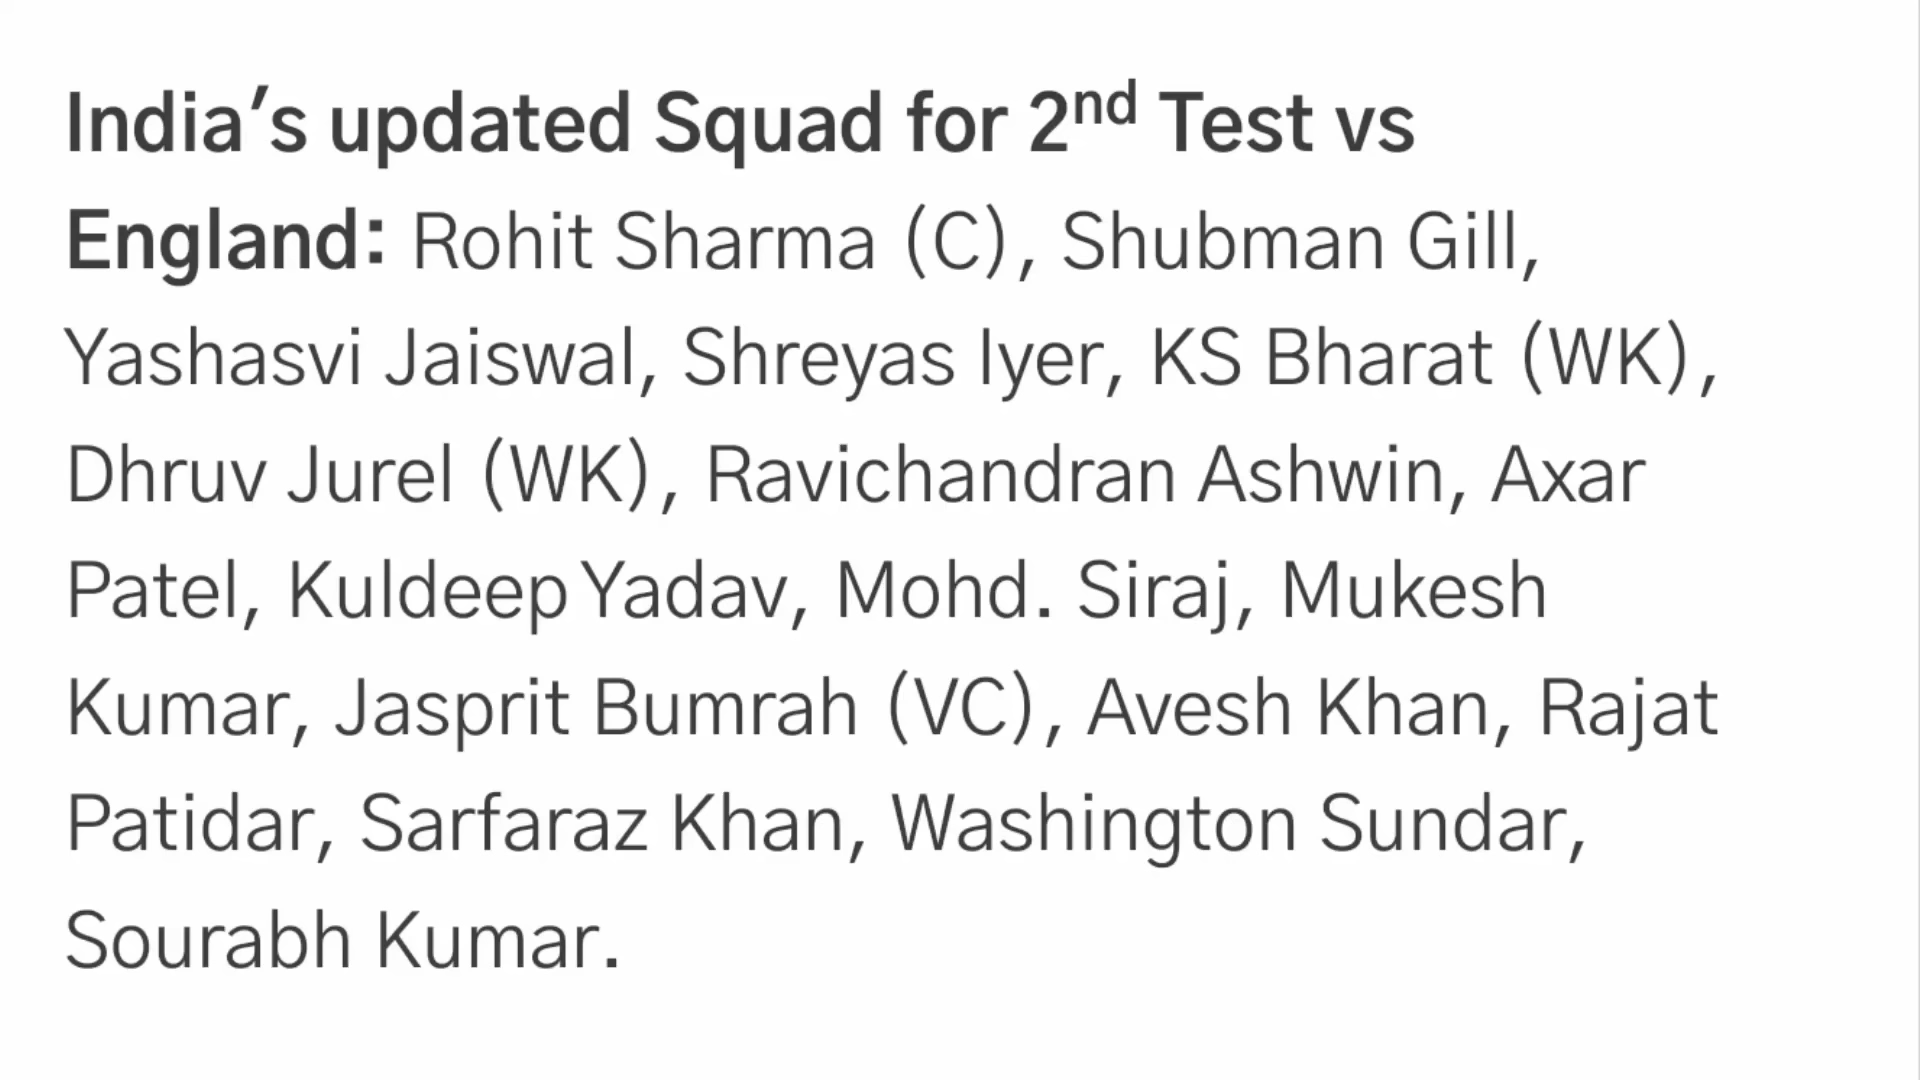 India's updated Squad for 2nd Test vs
England: Rohit Sharma (C), Shubman Gill,
Yashasvi Jaiswal, Shreyas Iyer, KS Bharat (WK),
Dhruv Jurel (WK), Ravichandran Ashwin, Axar
Patel, Kuldeep Yadav, Mohd. Siraj, Mukesh
Kumar, Jasprit Bumrah (VC), Avesh Khan, Rajat
Patidar, Sarfaraz Khan, Washington Sundar,
Sourabh Kumar.